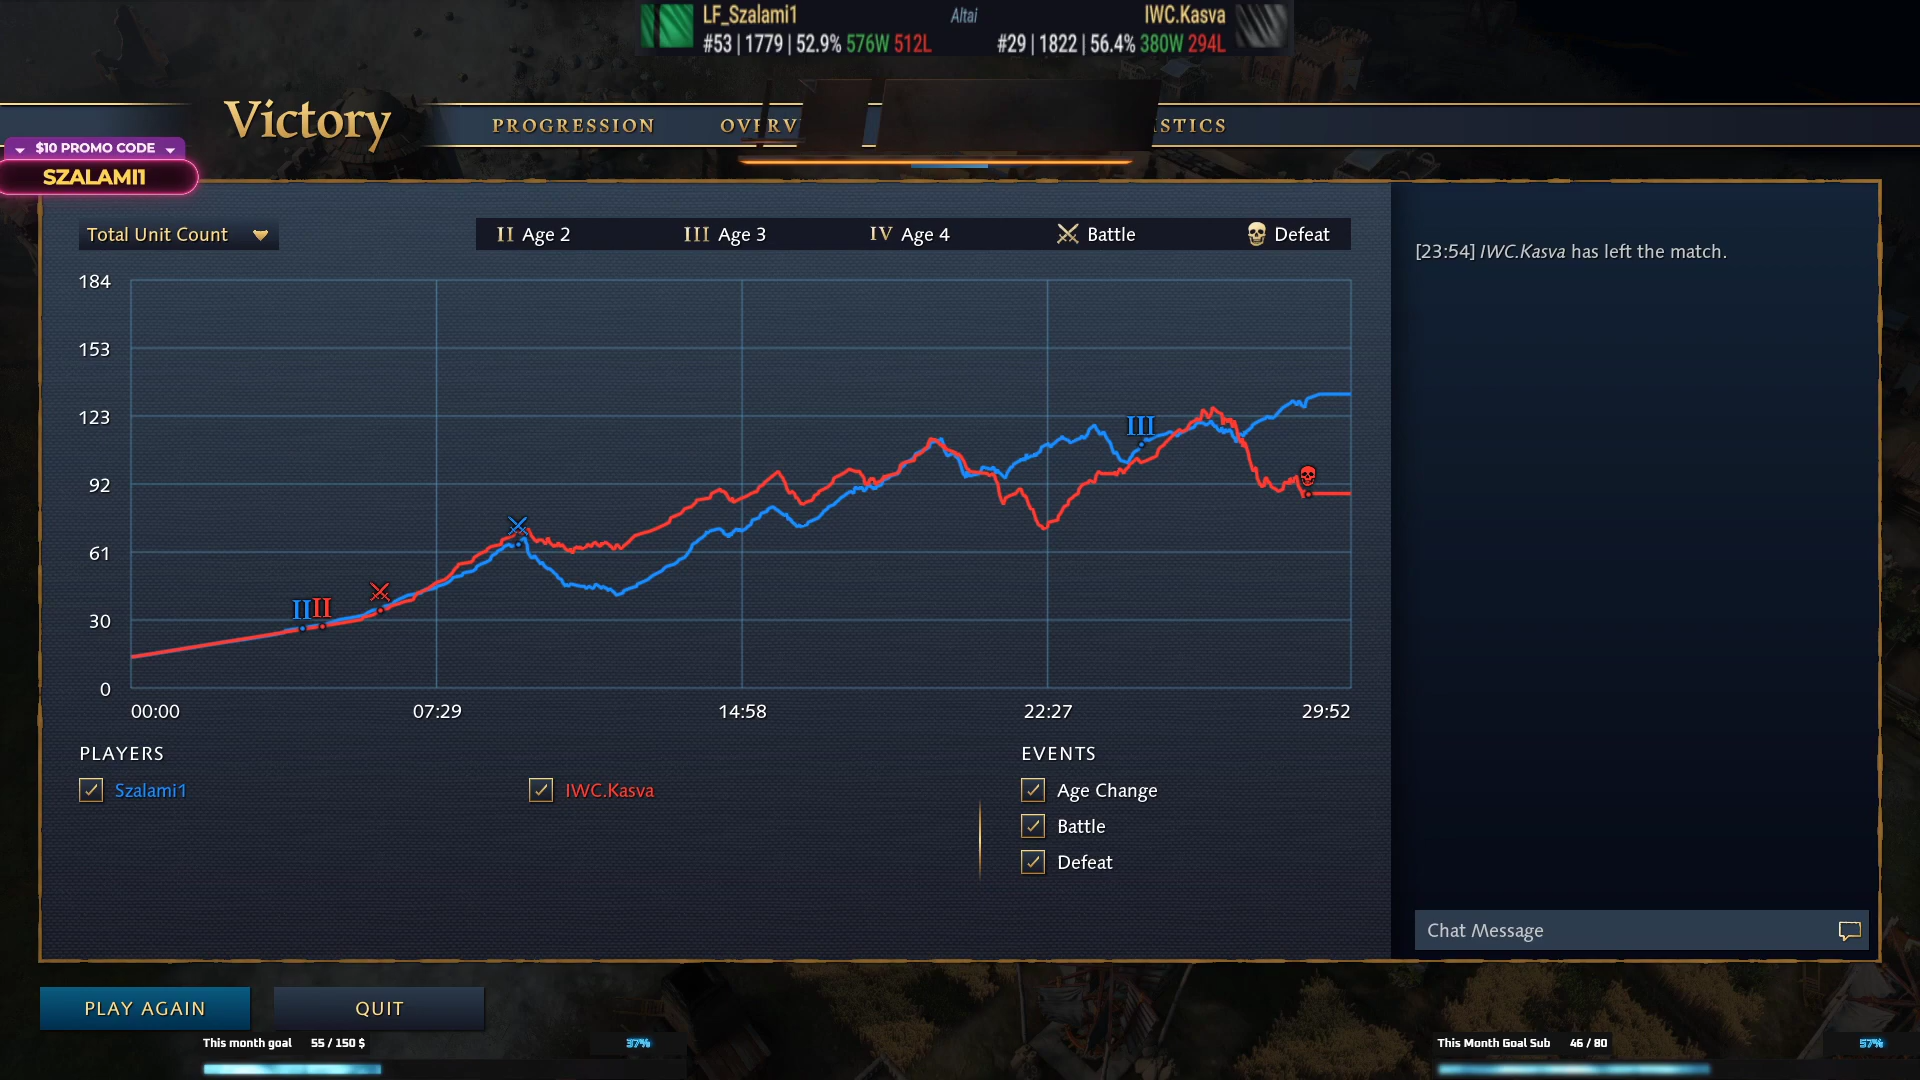 LF_Szalami1
Altai
IWC.Kasva
#53 | 1779 | 52.9% 576W 512L
#29 | 1822 | 56.4% 380W 294L
Victory
PROGRESSION
$10 PROMO CODE
SZALAMI1
Total Unit Count
II Age 2
III Age 3
IV Age 4
Battle
Defeat
[23:54] IWC.Kasva has left the match.
184
153
123
92
61
30
0
III
II
II
00:00
07:29
14:58
22:27
29:52
PLAYERS
Szalami1
IWC.Kasva
EVENTS
Age Change
Battle
Defeat
Chat Message
PLAY AGAIN
QUIT
This month goal 55 / 150 $
37%
This Month Goal Sub 46 / 80
57%